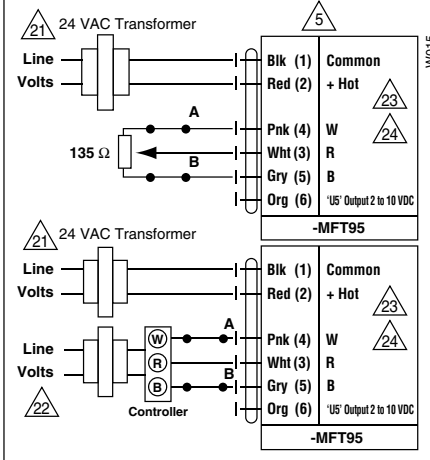 21 24 VAC Transformer
5
Line
Volts
Blk (1) Common
Red (2) + Hot
23
A
Pnk (4) W
24
135 Ω
Wht (3) R
B
Gry (5) B
Org (6) 'U5' Output 2 to 10 VDC
-MFT95
W015
21 24 VAC Transformer
Line
Volts
Blk (1) Common
Red (2) + Hot
23
A
W
Pnk (4) W
24
Line
Volts
R
Wht (3) R
B
B
Gry (5) B
22
Controller
Org (6) 'U5' Output 2 to 10 VDC
-MFT95